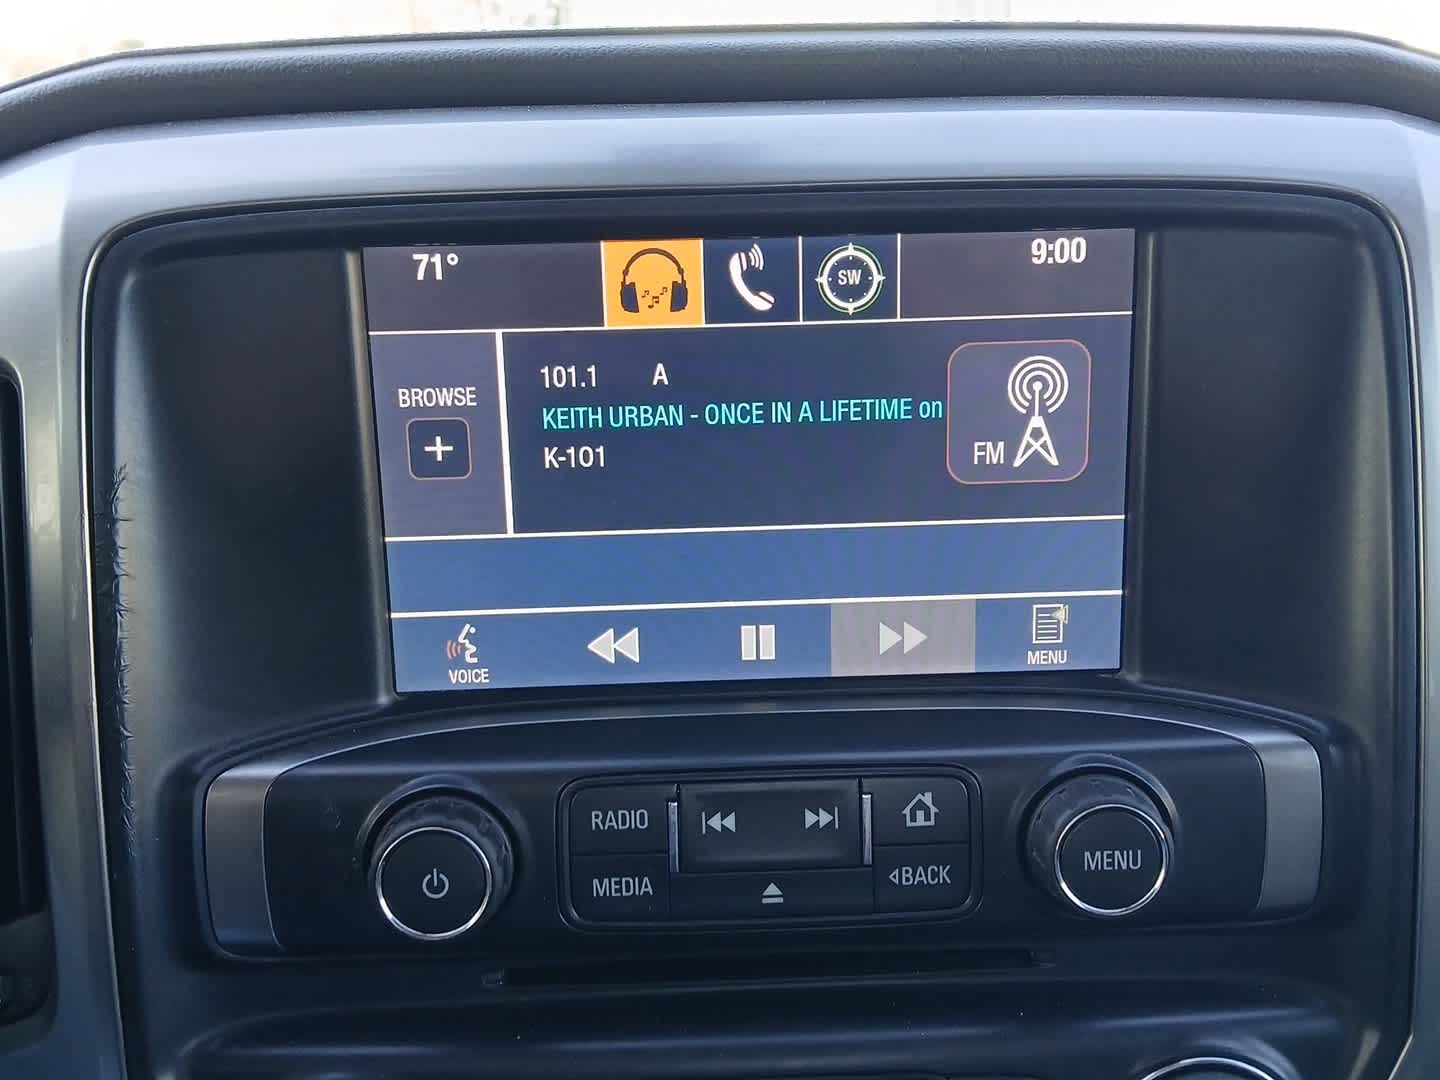 71°
SW
9:00
BROWSE
101.1 A
KEITH URBAN - ONCE IN A LIFETIME on
K-101
FM
VOICE
MENU
RADIO
MEDIA
BACK
MENU